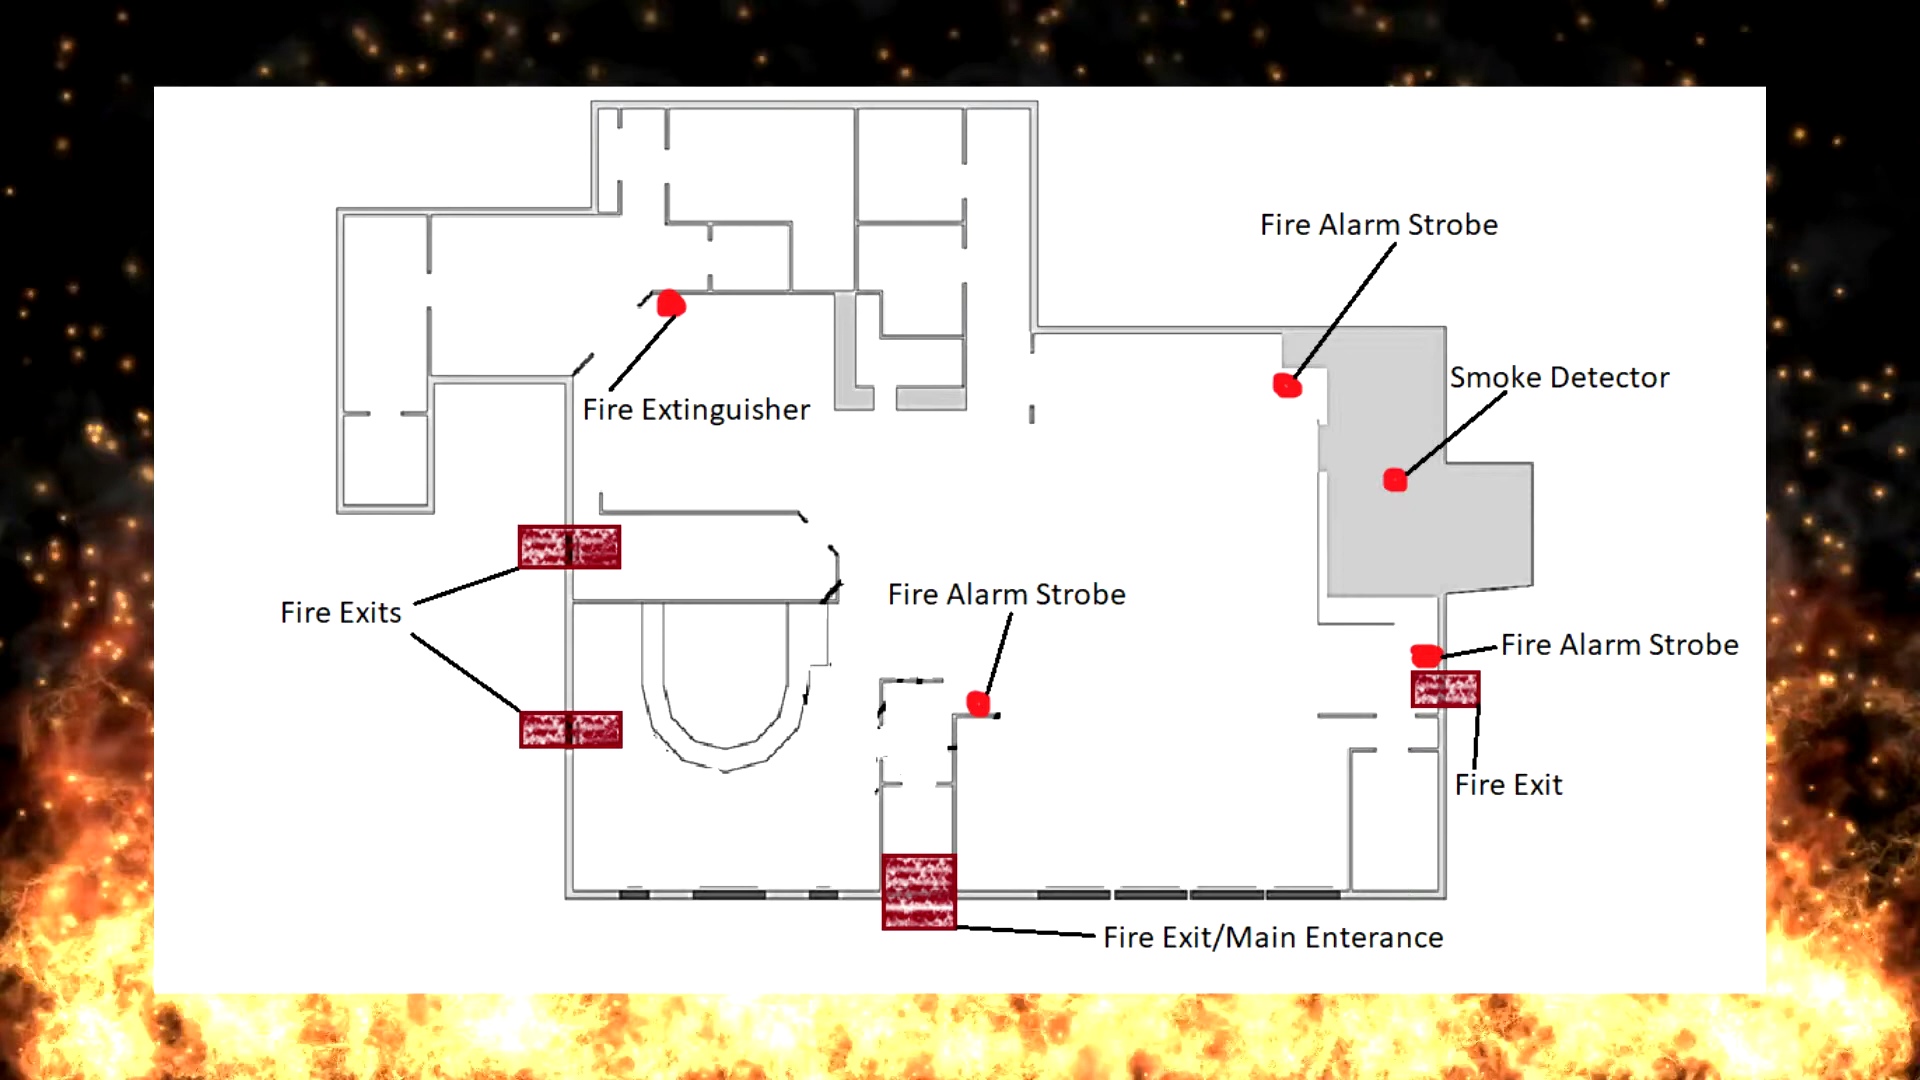 Fire Alarm Strobe
Smoke Detector
Fire Extinguisher
Fire Alarm Strobe
Fire Exits
Fire Alarm Strobe
Fire Exit
Fire Exit/Main Enterance